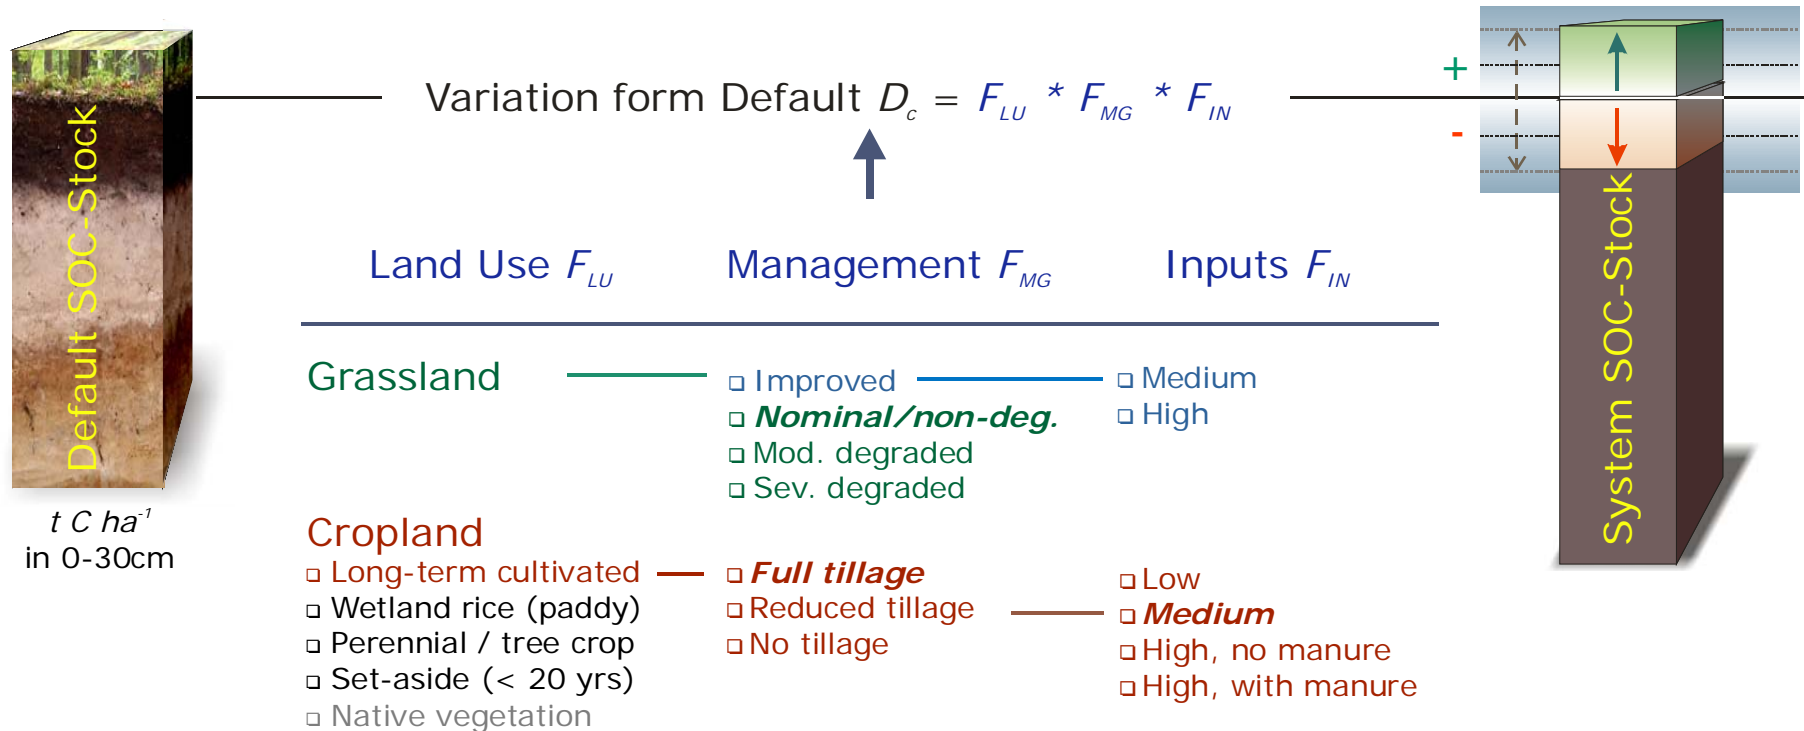 Default SOC-Stock
t C ha-1
in 0-30cm
Variation form Default Dc = FLU * FMG * FIN
+
-
System SOC-Stock
Land Use FLU
Management FMG
Inputs FIN
Grassland
❑ Improved
❑ Nominal/non-deg.
❑ Mod. degraded
❑ Sev. degraded
❑ Medium
❑ High
Cropland
❑ Long-term cultivated
❑ Wetland rice (paddy)
❑ Perennial / tree crop
❑ Set-aside (< 20 yrs)
❑ Native vegetation
❑ Full tillage
❑ Reduced tillage
❑ No tillage
❑ Low
❑ Medium
❑ High, no manure
❑ High, with manure